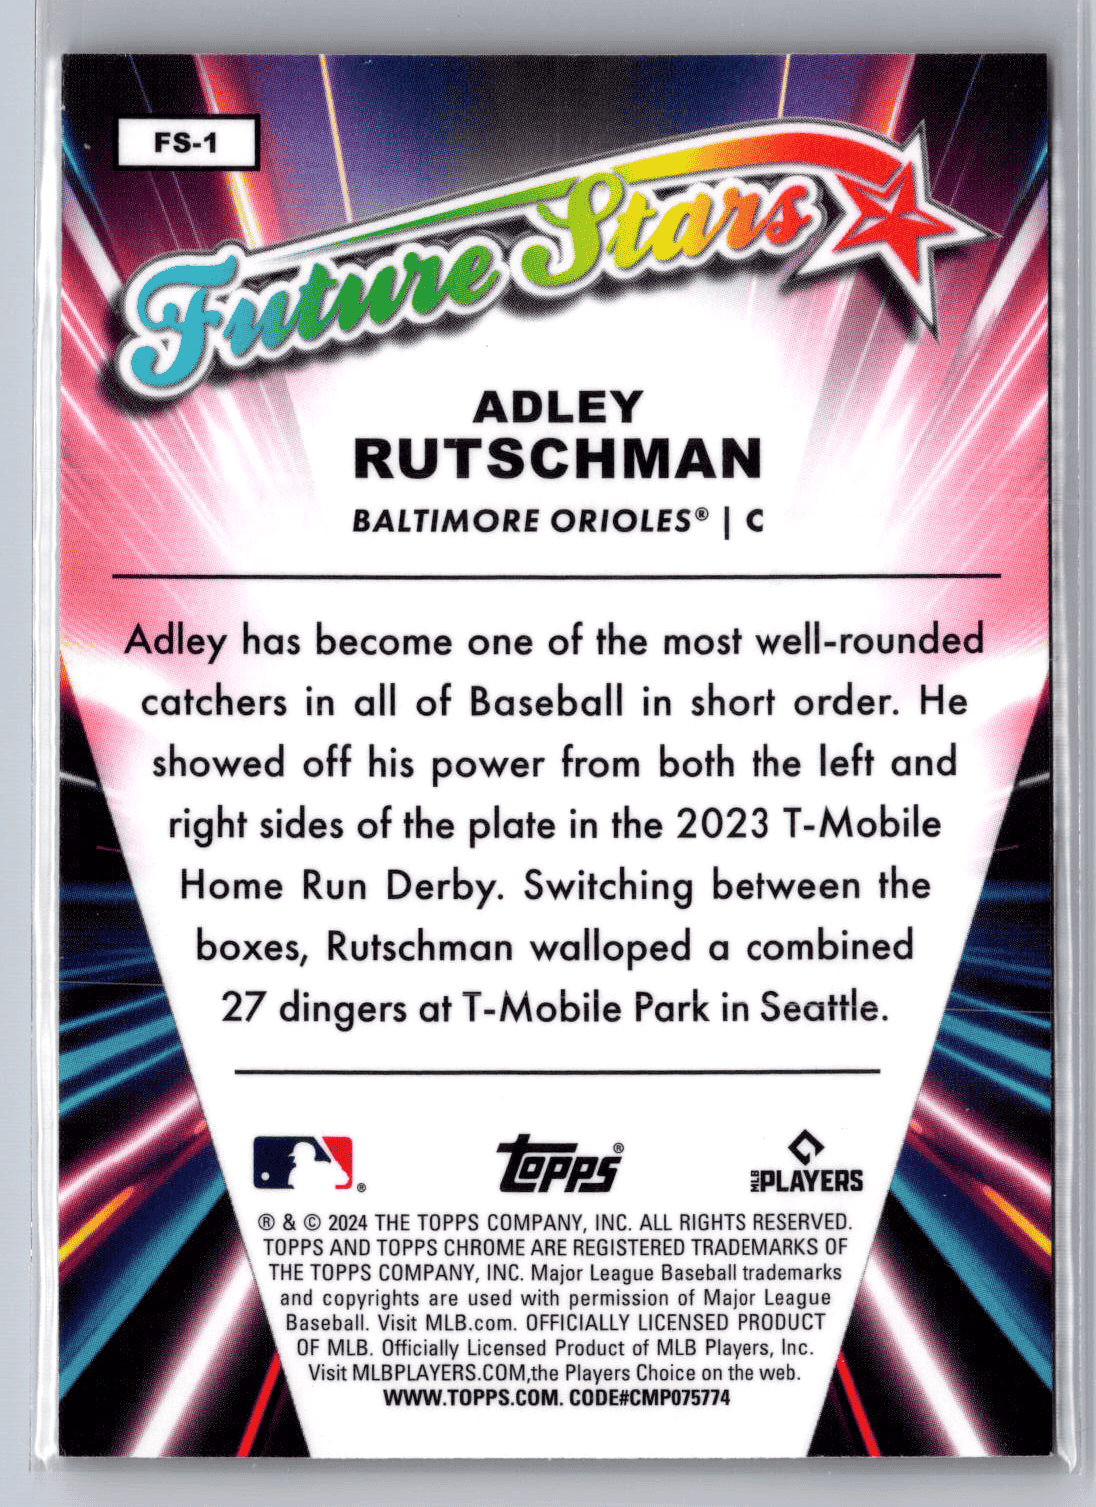 FS-1
Future Stars
ADLEY
RUTSCHMAN
BALTIMORE ORIOLES® | C
Adley has become one of the most well-rounded
catchers in all of Baseball in short order. He
showed off his power from both the left and
right sides of the plate in the 2023 T-Mobile
Home Run Derby. Switching between the
boxes, Rutschman walloped a combined
27 dingers at T-Mobile Park in Seattle.
® topps® MLB PLAYERS
® & © 2024 THE TOPPS COMPANY, INC. ALL RIGHTS RESERVED.
TOPPS AND TOPPS CHROME ARE REGISTERED TRADEMARKS OF
THE TOPPS COMPANY, INC. Major League Baseball trademarks
and copyrights are used with permission of Major League
Baseball. Visit MLB.com. OFFICIALLY LICENSED PRODUCT
OF MLB. Officially Licensed Product of MLB Players, Inc.
Visit MLBPLAYERS.COM,the Players Choice on the web.
WWW.TOPPS.COM. CODE#CMP075774